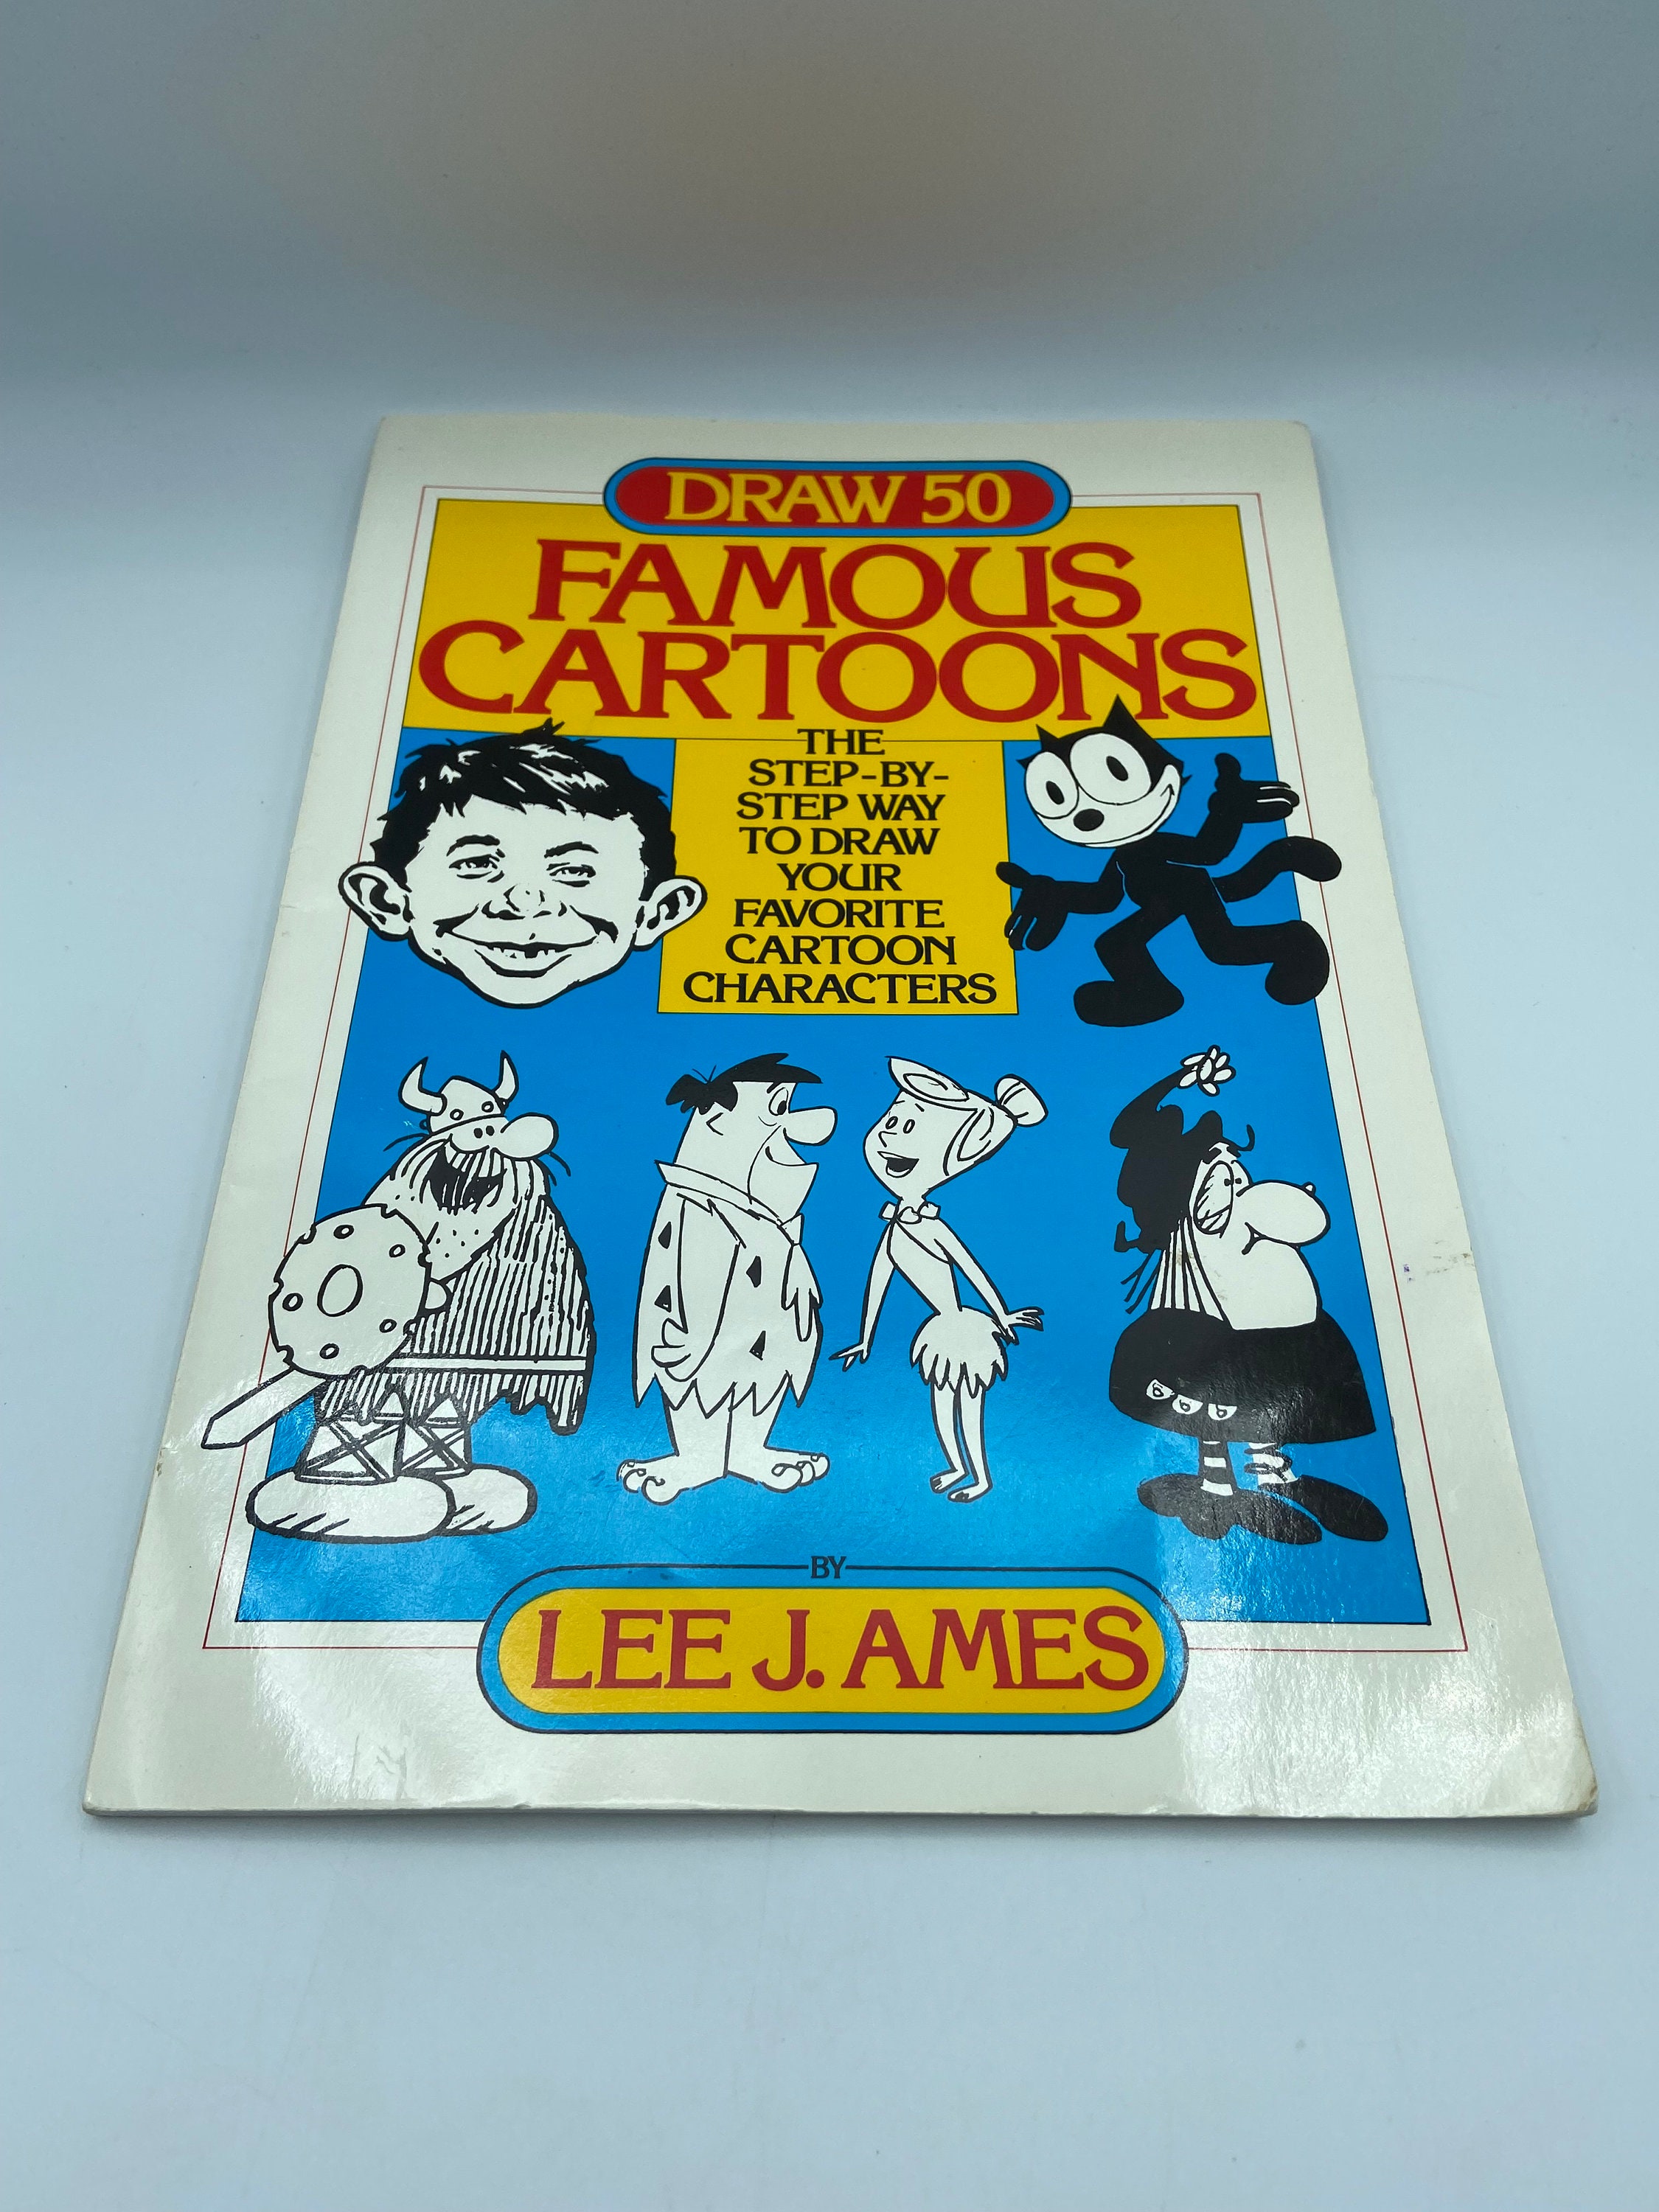 DRAW 50
FAMOUS
CARTOONS
THE
STEP-BY-
STEP WAY
TO DRAW
YOUR
FAVORITE
CARTOON
CHARACTERS
BY
LEE J. AMES